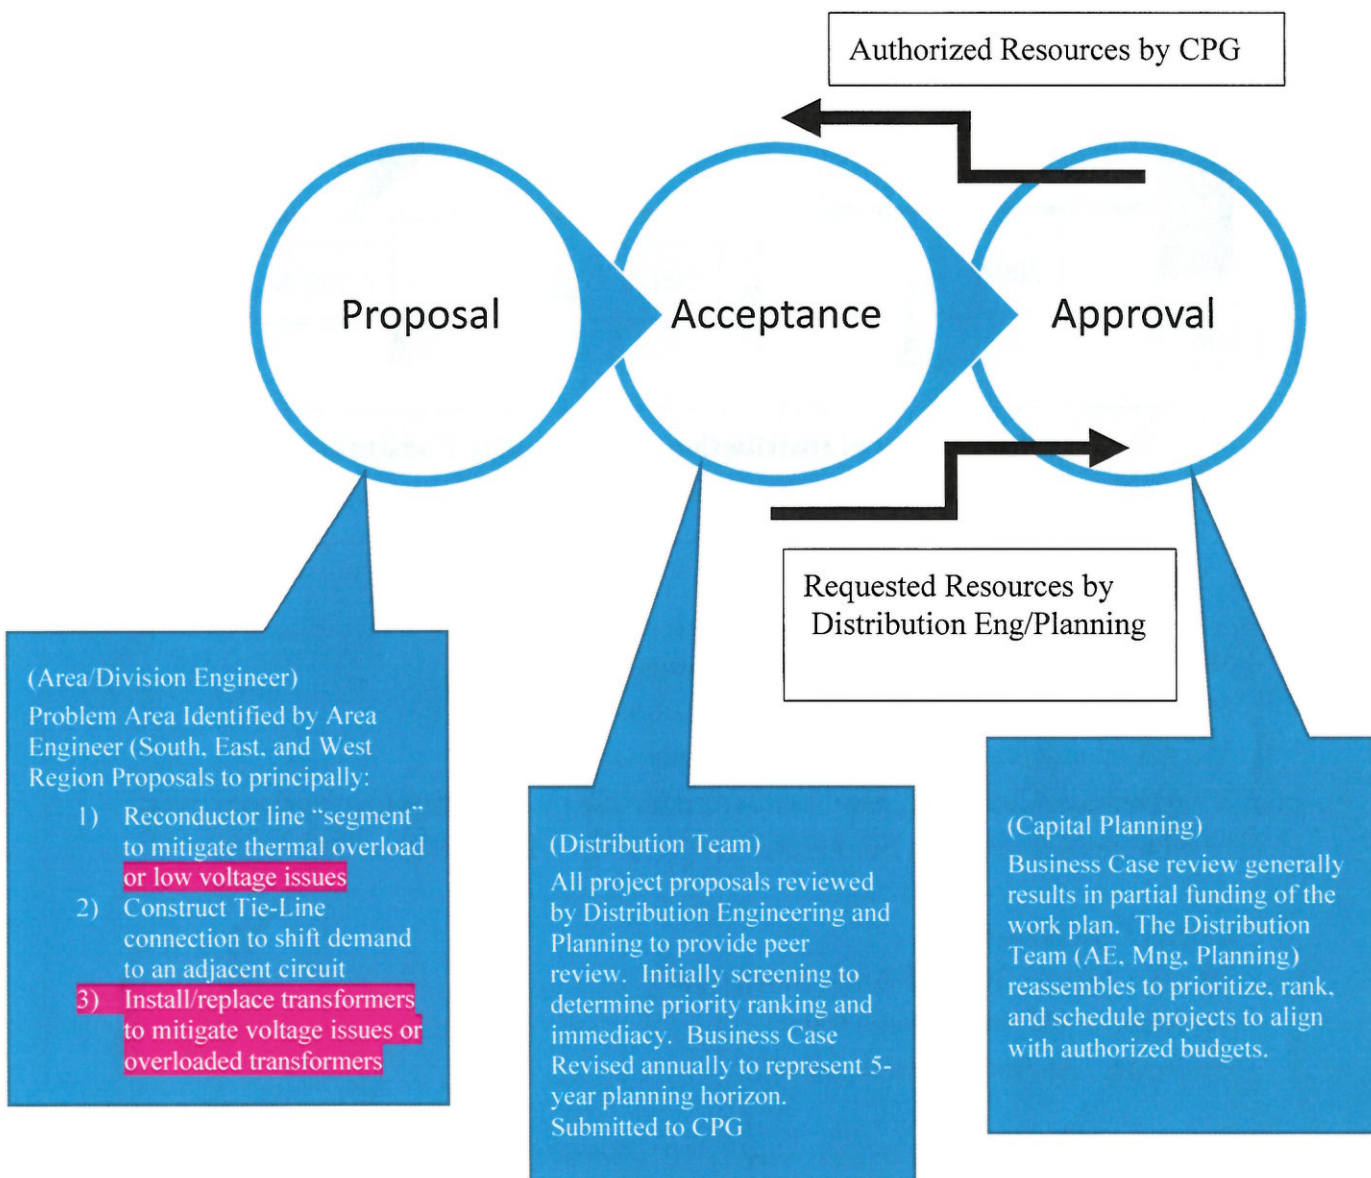 Authorized Resources by CPG
Proposal
Acceptance
Approval
Requested Resources by
Distribution Eng/Planning
(Area/Division Engineer)
Problem Area Identified by Area
Engineer (South, East, and West
Region Proposals to principally:
1) Reconductor line “segment”
to mitigate thermal overload
or low voltage issues
2) Construct Tie-Line
connection to shift demand
to an adjacent circuit
3) Install/replace transformers
to mitigate voltage issues or
overloaded transformers
(Distribution Team)
All project proposals reviewed
by Distribution Engineering and
Planning to provide peer
review. Initially screening to
determine priority ranking and
immediacy. Business Case
Revised annually to represent 5-
year planning horizon.
Submitted to CPG
(Capital Planning)
Business Case review generally
results in partial funding of the
work plan. The Distribution
Team (AE, Mng, Planning)
reassembles to prioritize, rank,
and schedule projects to align
with authorized budgets.